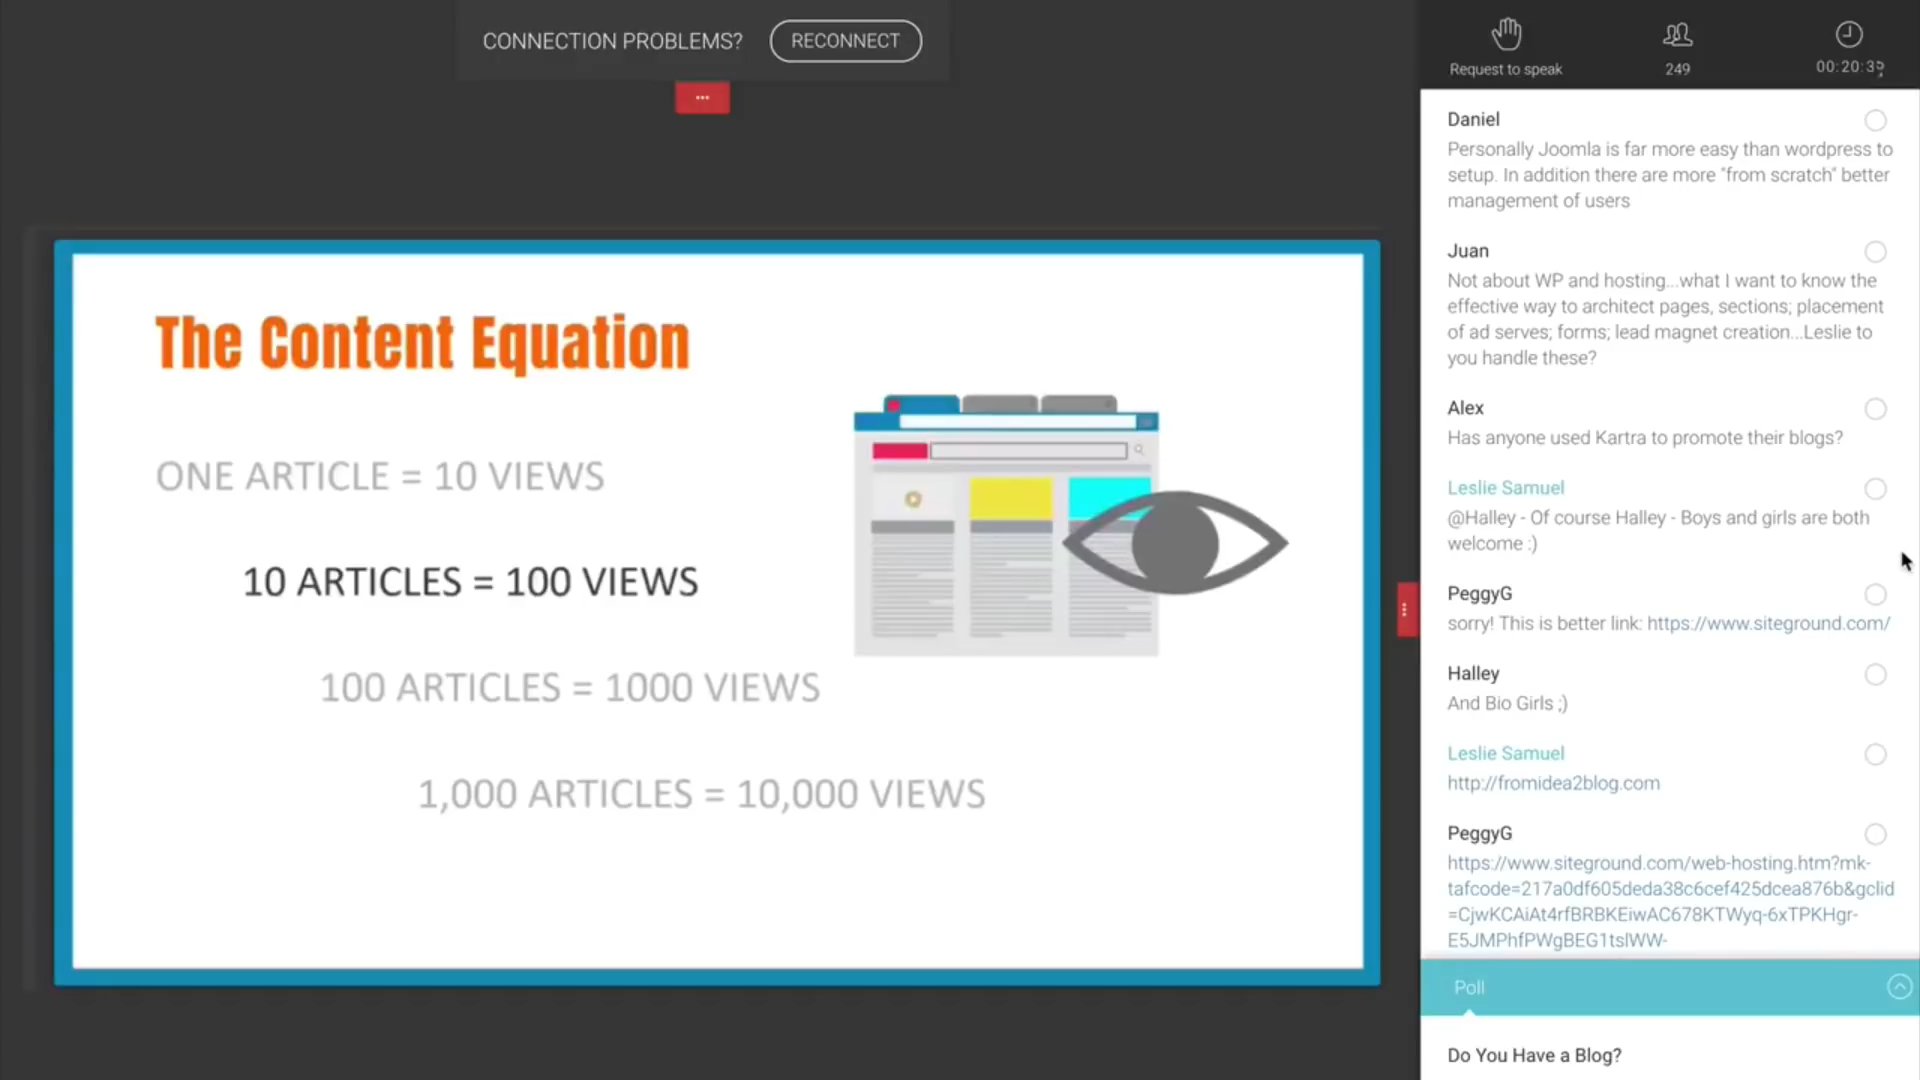 CONNECTION PROBLEMS? RECONNECT
Request to speak
249
00:20:35
The Content Equation
ONE ARTICLE = 10 VIEWS
10 ARTICLES = 100 VIEWS
100 ARTICLES = 1000 VIEWS
1,000 ARTICLES = 10,000 VIEWS
Daniel
Personally Joomla is far more easy than wordpress to
setup. In addition there are more "from scratch" better
management of users
Juan
Not about WP and hosting...what I want to know the
effective way to architect pages, sections; placement
of ad serves; forms; lead magnet creation...Leslie to
you handle these?
Alex
Has anyone used Kartra to promote their blogs?
Leslie Samuel
@Halley - Of course Halley - Boys and girls are both
welcome :)
PeggyG
sorry! This is better link: https://www.siteground.com/
Halley
And Bio Girls ;)
Leslie Samuel
http://fromidea2blog.com
PeggyG
https://www.siteground.com/web-hosting.htm?mk-
tafcode=217a0df605deda38c6cef425dcea876b&gclid
=CjwKCAiAt4rfBRBKEiwAC678KTWyq-6xTPKHgr-
E5JMPhfPWgBEG1tslWW-
Poll
Do You Have a Blog?